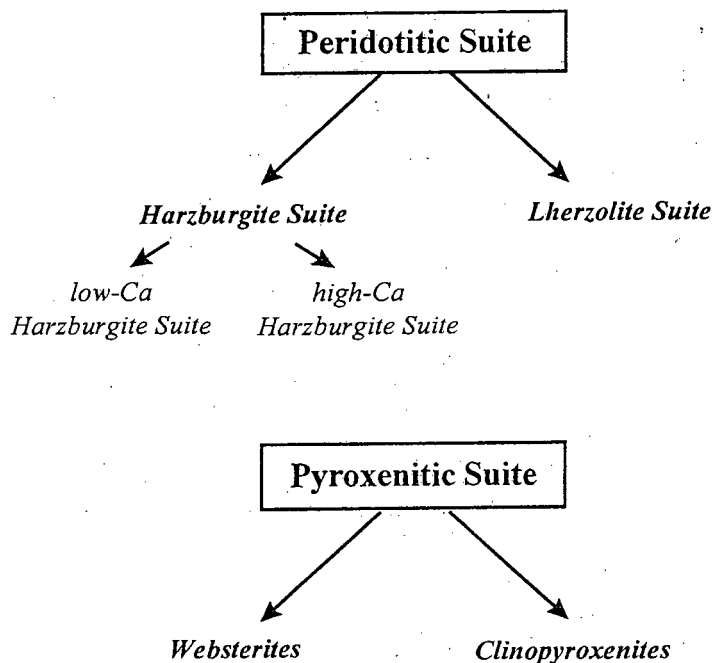 Peridotitic Suite
Harzburgite Suite
Lherzolite Suite
low-Ca
Harzburgite Suite
high-Ca
Harzburgite Suite
Pyroxenitic Suite
Websterites
Clinopyroxenites